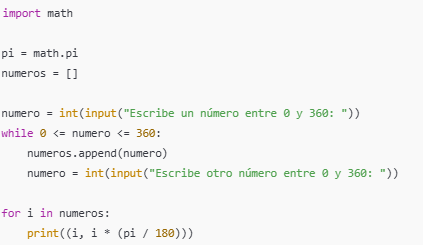 import math
pi = math.pi
numeros = []
numero = int(input("Escribe un número entre 0 y 360: "))
while 0 <= numero <= 360:
    numeros.append(numero)
    numero = int(input("Escribe otro número entre 0 y 360: "))
for i in numeros:
    print((i, i * (pi / 180)))